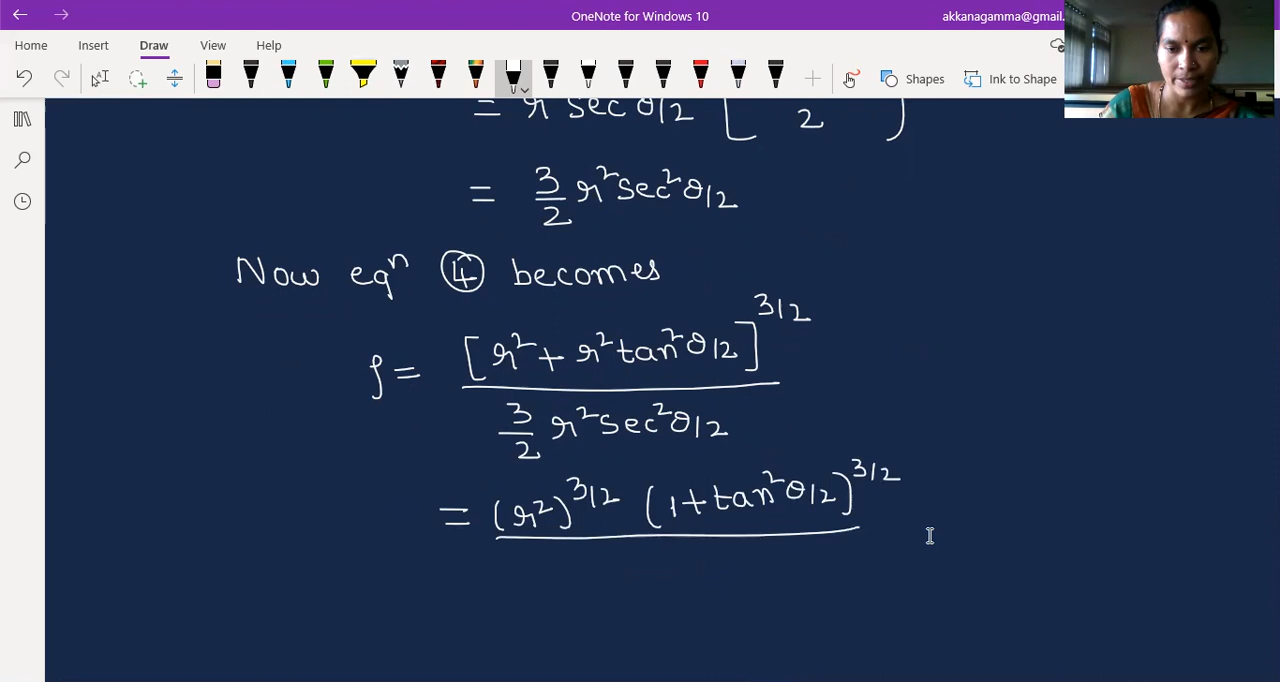 OneNote for Windows 10
akkanagamma@gmail.
Home Insert Draw View Help
Shapes Ink to Shape
= r sec θ/2 [ 2 )
= 3/2 r² sec² θ/2
Now eqⁿ ④ becomes
ρ = [r² + r² tan² θ/2]^3/2
3/2 r² sec² θ/2
= (r²)^3/2 (1 + tan² θ/2)^3/2